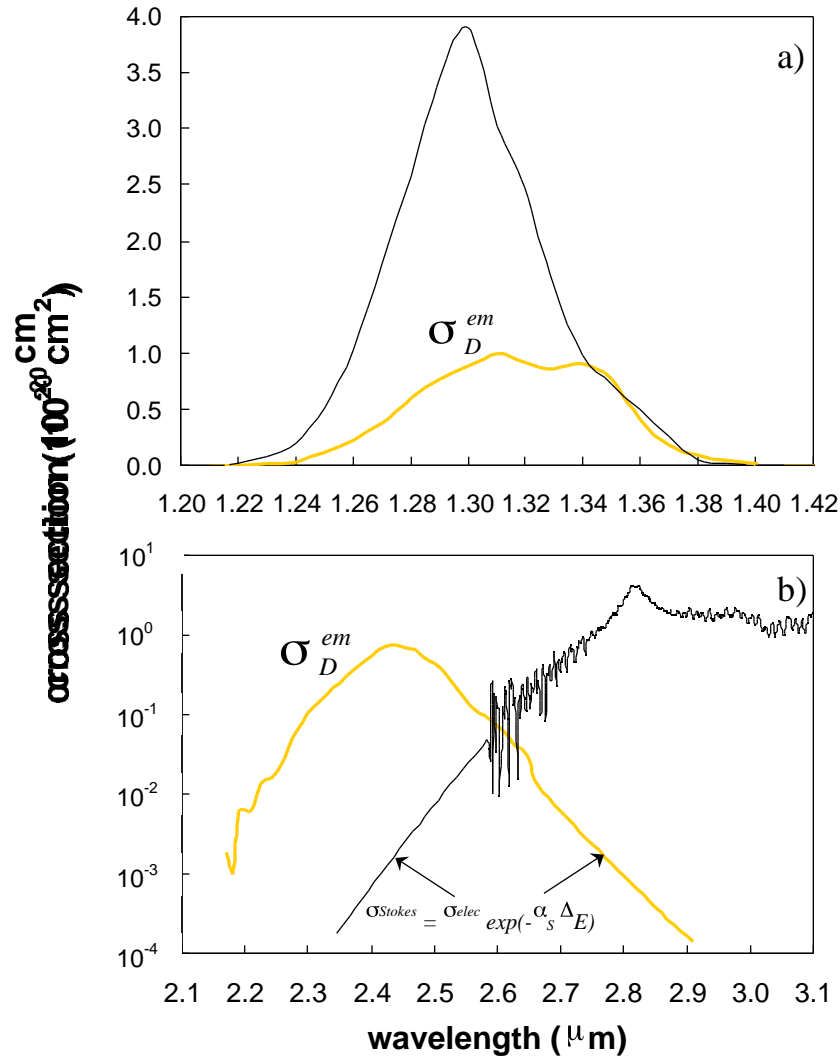 a)
4.0
3.5
3.0
2.5
2.0
1.5
1.0
0.5
0.0
σ D em
1.20 1.22 1.24 1.26 1.28 1.30 1.32 1.34 1.36 1.38 1.40 1.42
b)
10¹
10⁰
10⁻¹
10⁻²
10⁻³
10⁻⁴
σ D em
σStokes = σelec exp(-αs ΔE)
2.1 2.2 2.3 2.4 2.5 2.6 2.7 2.8 2.9 3.0 3.1
wavelength (μm)